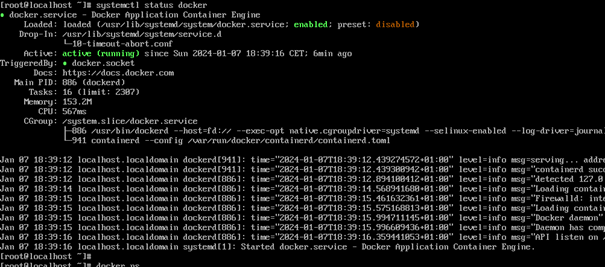 [root@localhost ~]# systemctl status docker
● docker.service - Docker Application Container Engine
Loaded: loaded (/usr/lib/systemd/system/docker.service; enabled; preset: disabled)
Drop-In: /usr/lib/systemd/system/service.d
└─10-timeout-abort.conf
Active: active (running) since Sun 2024-01-07 18:39:16 CET; 6min ago
TriggeredBy: ● docker.socket
Docs: https://docs.docker.com
Main PID: 886 (dockerd)
Tasks: 16 (limit: 2307)
Memory: 153.2M
CPU: 567ms
CGroup: /system.slice/docker.service
├─886 /usr/bin/dockerd --host=fd:// --exec-opt native.cgroupdriver=systemd --selinux-enabled --log-driver=journa
└─941 containerd --config /var/run/docker/containerd/containerd.toml
Jan 07 18:39:12 localhost.localdomain dockerd[941]: time="2024-01-07T18:39:12.439274572+01:00" level=info msg=serving... addre
Jan 07 18:39:12 localhost.localdomain dockerd[941]: time="2024-01-07T18:39:12.439300942+01:00" level=info msg="containerd succ
Jan 07 18:39:12 localhost.localdomain dockerd[886]: time="2024-01-07T18:39:12.894100412+01:00" level=info msg="detected 127.0
Jan 07 18:39:14 localhost.localdomain dockerd[886]: time="2024-01-07T18:39:14.568941680+01:00" level=info msg="Loading contain
Jan 07 18:39:15 localhost.localdomain dockerd[886]: time="2024-01-07T18:39:15.461632361+01:00" level=info msg="Firewalld: inte
Jan 07 18:39:15 localhost.localdomain dockerd[886]: time="2024-01-07T18:39:15.575168813+01:00" level=info msg="Loading contain
Jan 07 18:39:15 localhost.localdomain dockerd[886]: time="2024-01-07T18:39:15.994711145+01:00" level=info msg="Docker daemon"
Jan 07 18:39:15 localhost.localdomain dockerd[886]: time="2024-01-07T18:39:15.996609436+01:00" level=info msg="Daemon has comp
Jan 07 18:39:16 localhost.localdomain dockerd[886]: time="2024-01-07T18:39:16.359441053+01:00" level=info msg="API listen on
Jan 07 18:39:16 localhost.localdomain systemd[1]: Started docker.service - Docker Application Container Engine.
[root@localhost ~]#
[root@localhost ~]# docker ps